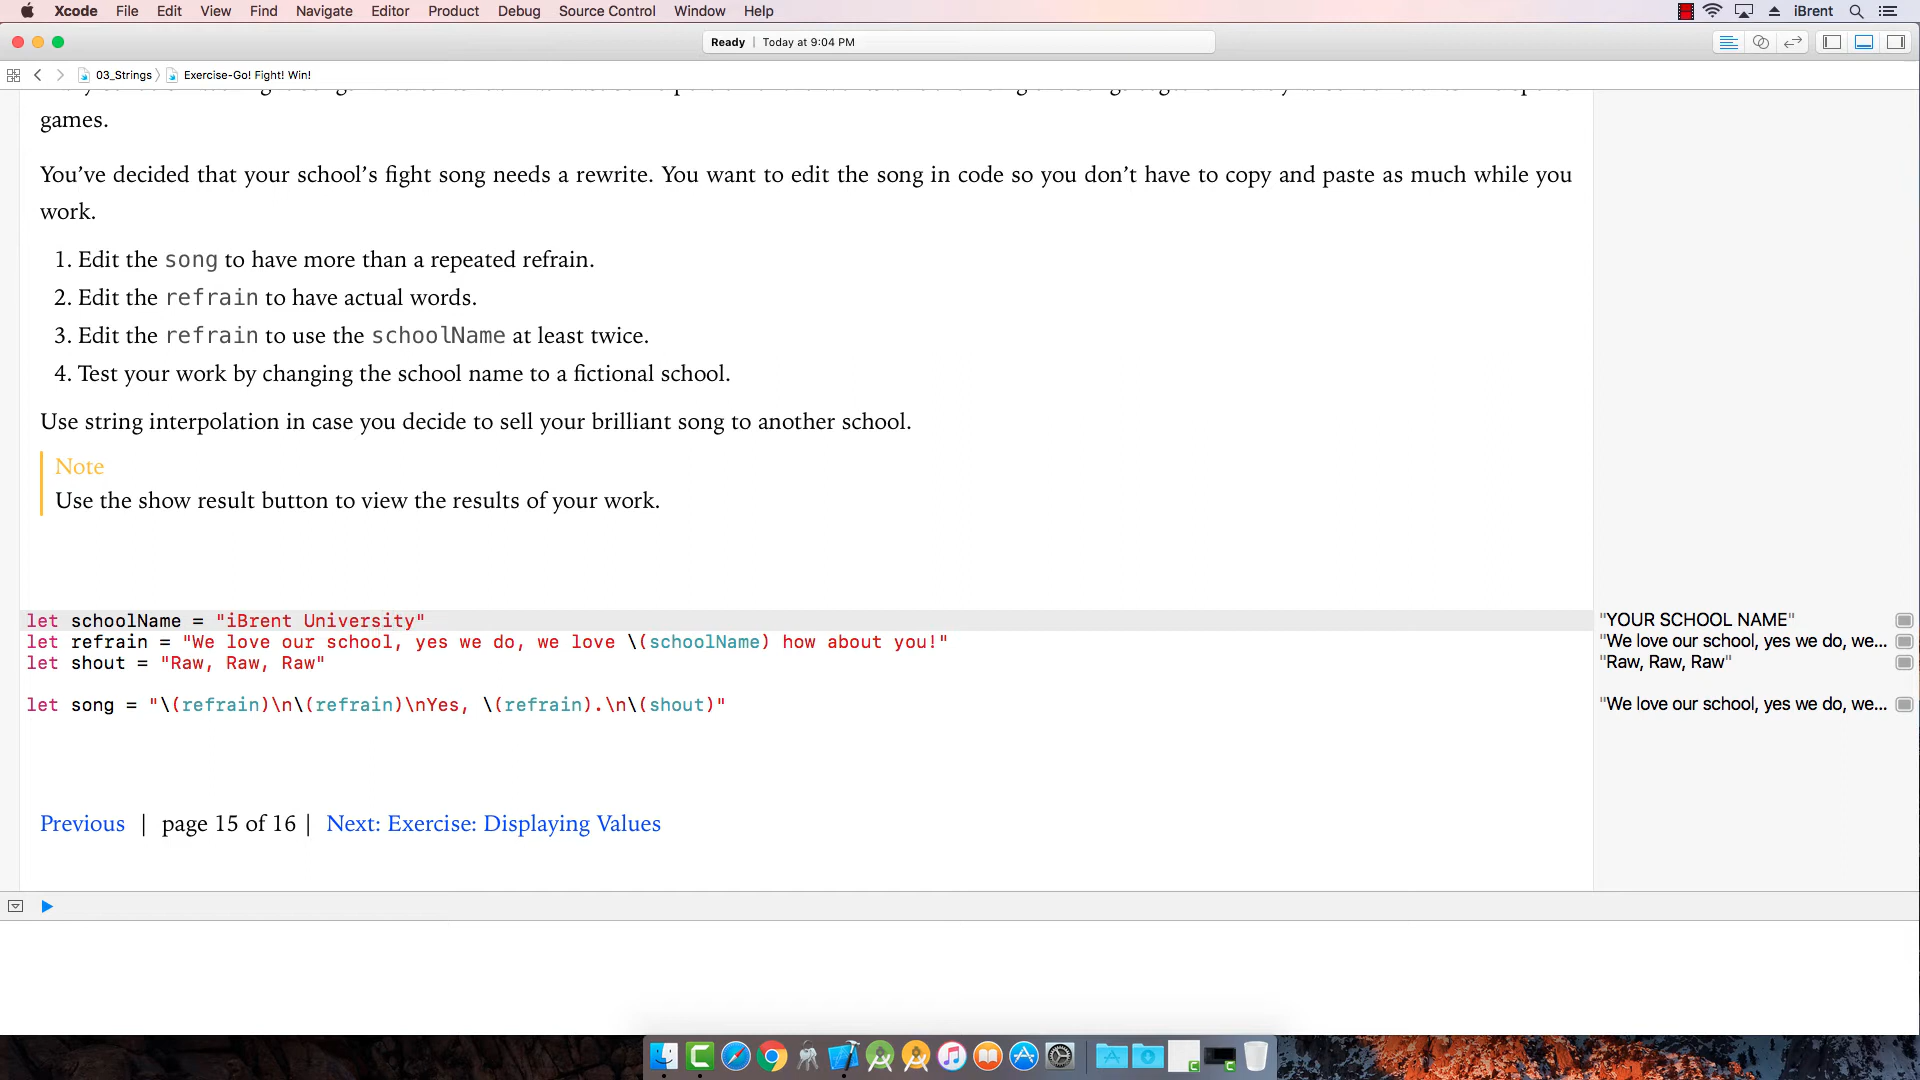 Xcode File Edit View Find Navigate Editor Product Debug Source Control Window Help iBrent
Ready | Today at 9:04 PM
03_Strings Exercise-Go! Fight! Win!
games.
You’ve decided that your school’s fight song needs a rewrite. You want to edit the song in code so you don’t have to copy and paste as much while you
work.
1. Edit the song to have more than a repeated refrain.
2. Edit the refrain to have actual words.
3. Edit the refrain to use the schoolName at least twice.
4. Test your work by changing the school name to a fictional school.
Use string interpolation in case you decide to sell your brilliant song to another school.
Note
Use the show result button to view the results of your work.
let schoolName = "iBrent University" "YOUR SCHOOL NAME"
let refrain = "We love our school, yes we do, we love \(schoolName) how about you!" "We love our school, yes we do, we...
let shout = "Raw, Raw, Raw" "Raw, Raw, Raw"
let song = "\(refrain)\n\(refrain)\nYes, \(refrain).\n\(shout)" "We love our school, yes we do, we...
Previous | page 15 of 16 | Next: Exercise: Displaying Values